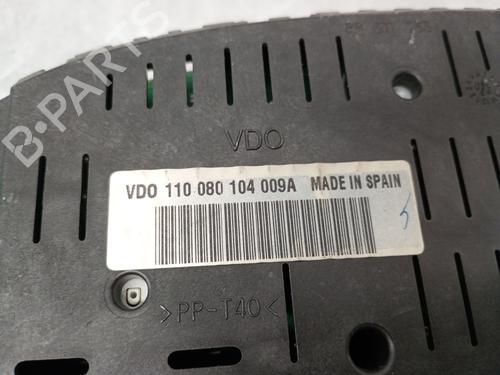 B-PARTS
VDO
VDO 110 080 104 009A MADE IN SPAIN
5
>PP-T40<